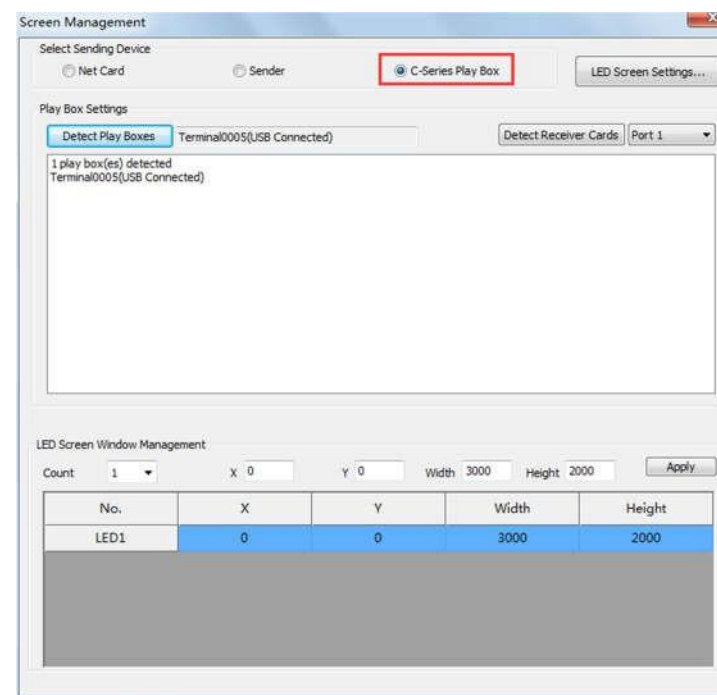 Screen Management
Select Sending Device
Net Card Sender C-Series Play Box LED Screen Settings...
Play Box Settings
Detect Play Boxes Terminal0005(USB Connected) Detect Receiver Cards Port 1
1 play box(es) detected
Terminal0005(USB Connected)
LED Screen Window Management
Count 1 X 0 Y 0 Width 3000 Height 2000 Apply
No. X Y Width Height
LED1 0 0 3000 2000